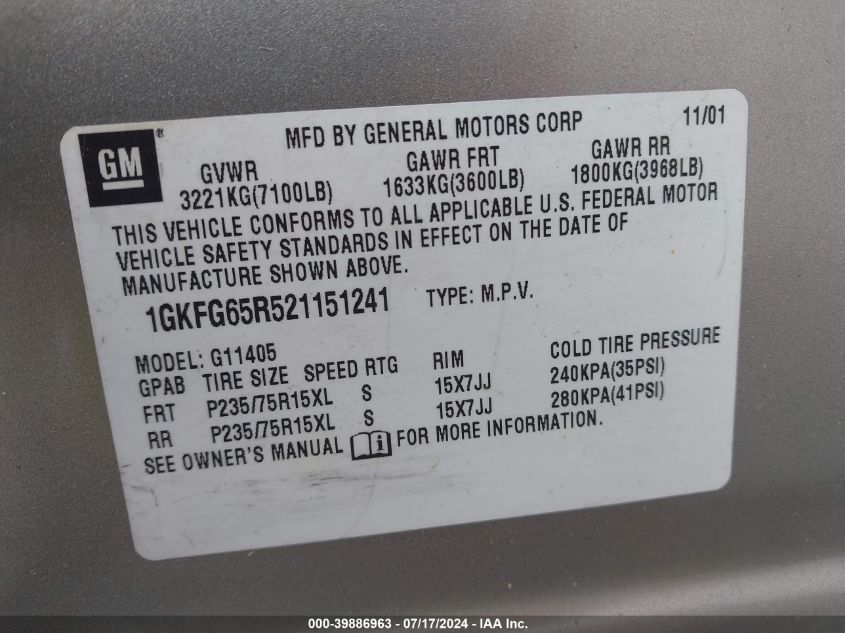 GM ® MFD BY GENERAL MOTORS CORP 11/01
GVWR GAWR FRT GAWR RR
3221KG(7100LB) 1633KG(3600LB) 1800KG(3968LB)
THIS VEHICLE CONFORMS TO ALL APPLICABLE U.S. FEDERAL MOTOR
VEHICLE SAFETY STANDARDS IN EFFECT ON THE DATE OF
MANUFACTURE SHOWN ABOVE.
1GKFG65R521151241 TYPE: M.P.V.
MODEL: G11405
GPAB TIRE SIZE SPEED RTG RIM COLD TIRE PRESSURE
FRT P235/75R15XL S 15X7JJ 240KPA(35PSI)
RR P235/75R15XL S 15X7JJ 280KPA(41PSI)
SEE OWNER'S MANUAL i FOR MORE INFORMATION.
000-39886963 - 07/17/2024 - IAA Inc.